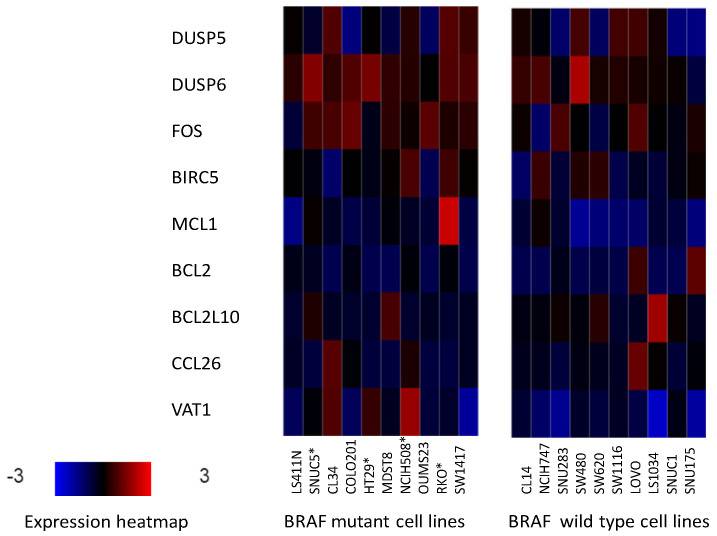 DUSP5
DUSP6
FOS
BIRC5
MCL1
BCL2
BCL2L10
CCL26
VAT1
LS411N
SNUC5*
CL34
COLO201
HT29*
MDST8
NCIH508*
OUMS23
RKO*
SW1417
CL14
NCIH747
SNU283
SW480
SW620
SW1116
LOVO
LS1034
SNUC1
SNU175
-3 3
Expression heatmap
BRAF mutant cell lines
BRAF wild type cell lines